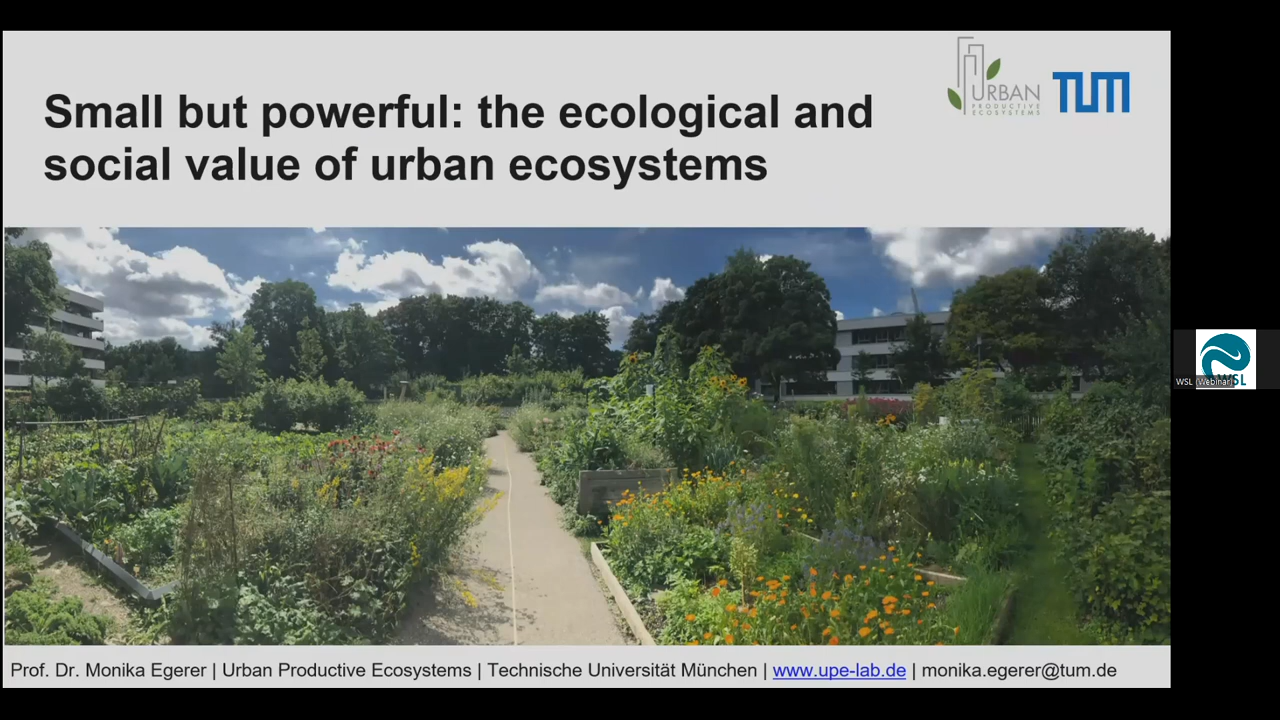 Small but powerful: the ecological and
social value of urban ecosystems
URBAN
PRODUCTIVE
ECOSYSTEMS
TUM
WSL
WSL (Webinar)
Prof. Dr. Monika Egerer | Urban Productive Ecosystems | Technische Universität München | www.upe-lab.de | monika.egerer@tum.de